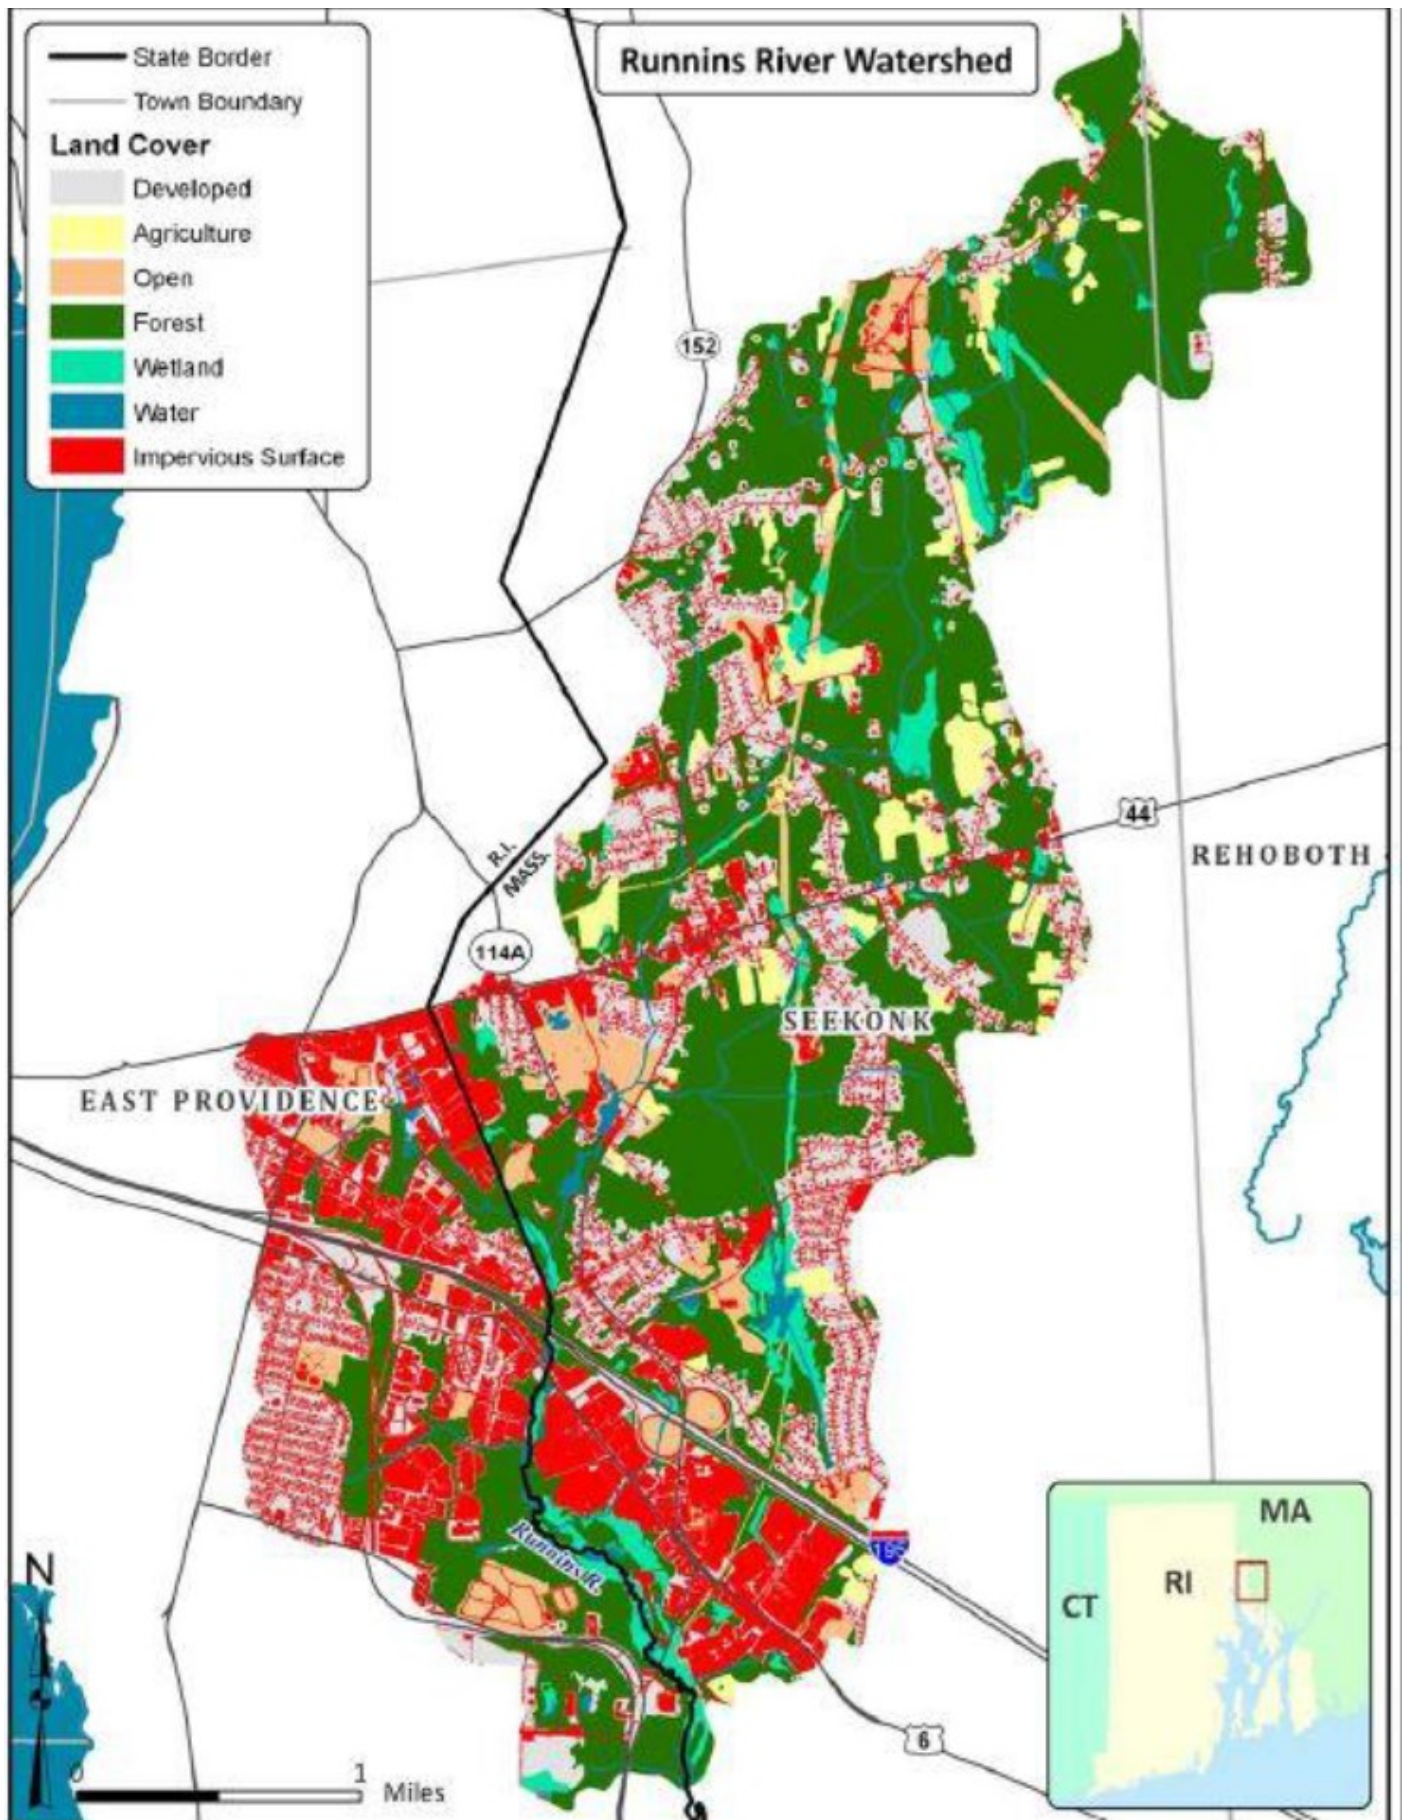 Runnins River Watershed
State Border
Town Boundary
Land Cover
Developed
Agriculture
Open
Forest
Wetland
Water
Impervious Surface
152
44
REHOBOTH
R.I.
MASS.
114A
SEEKONK
EAST PROVIDENCE
195
Runnins R.
6
N
0 1 Miles
MA
RI
CT